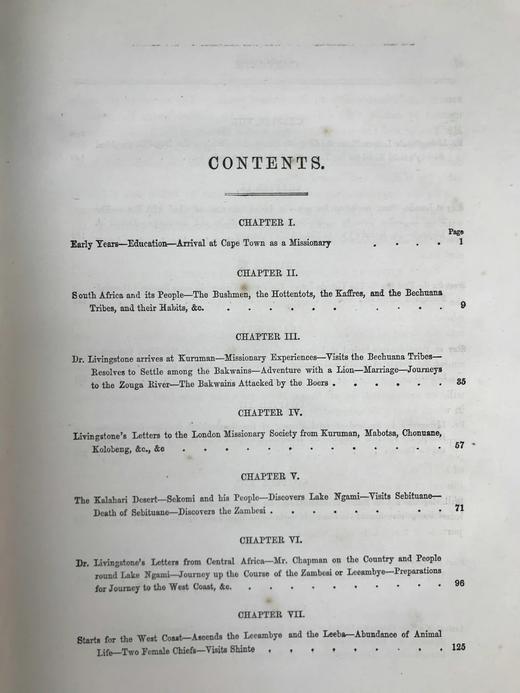 CONTENTS.
CHAPTER I.
Page
Early Years—Education—Arrival at Cape Town as a Missionary . . . . 1
CHAPTER II.
South Africa and its People—The Bushmen, the Hottentots, the Kaffres, and the Bechuana
Tribes, and their Habits, &c. . . . . . . . . . . 9
CHAPTER III.
Dr. Livingstone arrives at Kuruman—Missionary Experiences—Visits the Bechuana Tribes—
Resolves to Settle among the Bakwains—Adventure with a Lion—Marriage—Journeys
to the Zouga River—The Bakwains Attacked by the Boers . . . . . . 35
CHAPTER IV.
Livingstone's Letters to the London Missionary Society from Kuruman, Mabotsa, Chonuane,
Kolobeng, &c., &c . . . . . . . . . . . . 57
CHAPTER V.
The Kalahari Desert—Sekomi and his People—Discovers Lake Ngami—Visits Sebituane—
Death of Sebituane—Discovers the Zambesi . . . . . . . . 71
CHAPTER VI.
Dr. Livingstone's Letters from Central Africa—Mr. Chapman on the Country and People
round Lake Ngami—Journey up the Course of the Zambesi or Leeambye—Preparations
for Journey to the West Coast, &c. . . . . . . . . . 96
CHAPTER VII.
Starts for the West Coast—Ascends the Leeambye and the Leeba—Abundance of Animal
Life—Two Female Chiefs—Visits Shinte . . . . . . . . 125